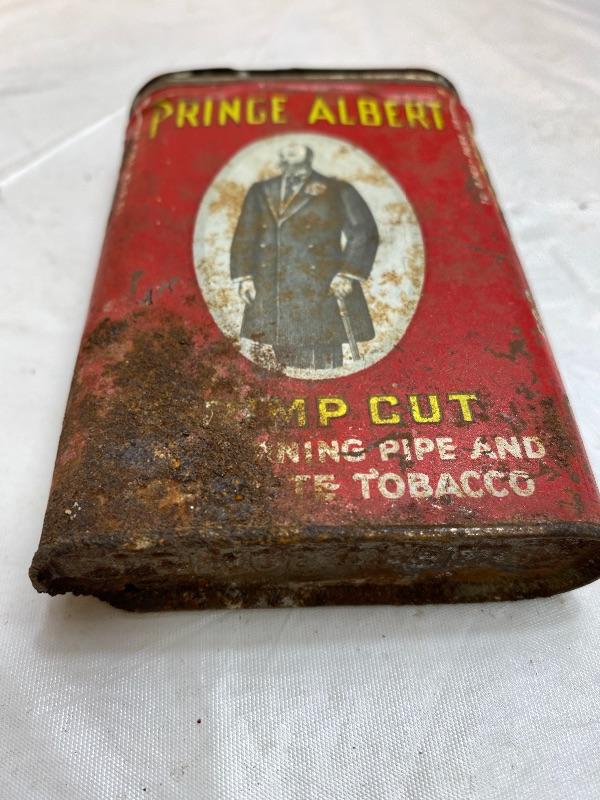 PRINCE ALBERT
MP CUT
NING PIPE AND
TE TOBACCO